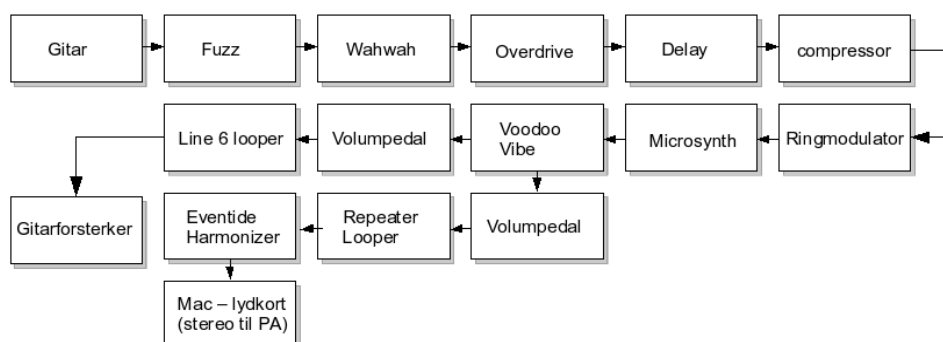 Gitar
Fuzz
Wahwah
Overdrive
Delay
compressor
Line 6 looper
Volumpedal
Voodoo
Vibe
Microsynth
Ringmodulator
Gitarforsterker
Eventide
Harmonizer
Repeater
Looper
Volumpedal
Mac – lydkort
(stereo til PA)